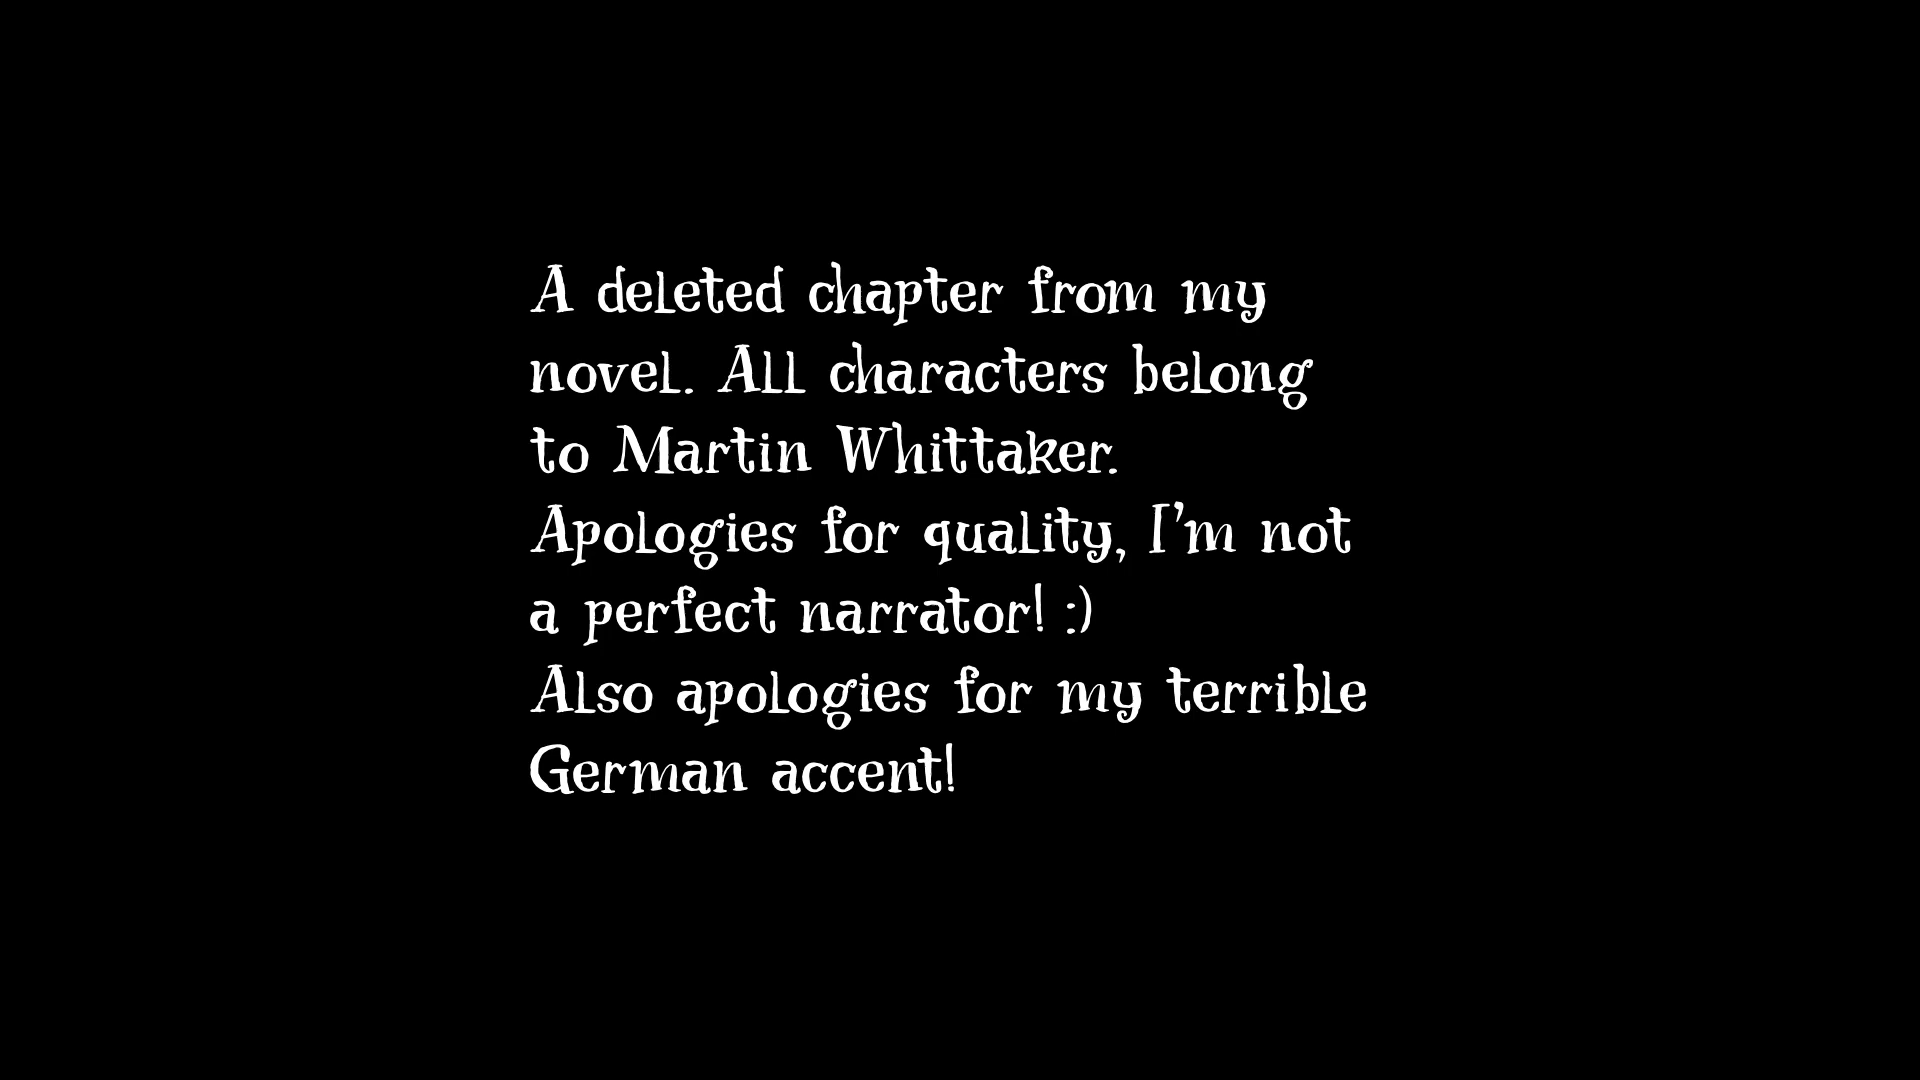 A deleted chapter from my
novel. All characters belong
to Martin Whittaker.
Apologies for quality, I'm not
a perfect narrator! :)
Also apologies for my terrible
German accent!